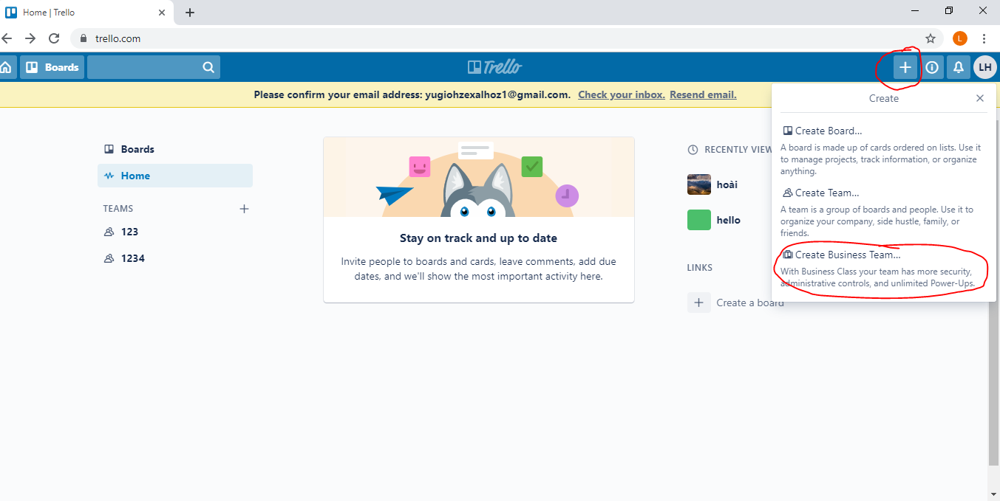 Home | Trello
trello.com
L
Boards
Trello
LH
Please confirm your email address: yugiohzexalhoz1@gmail.com. Check your inbox. Resend email.
Create
Create Board...
A board is made up of cards ordered on lists. Use it
to manage projects, track information, or organize
anything.
Create Team...
A team is a group of boards and people. Use it to
organize your company, side hustle, family, or
friends.
Create Business Team...
With Business Class your team has more security,
administrative controls, and unlimited Power-Ups.
Boards
Home
TEAMS
123
1234
Stay on track and up to date
Invite people to boards and cards, leave comments, add due
dates, and we'll show the most important activity here.
RECENTLY VIEW
hoài
hello
LINKS
Create a board